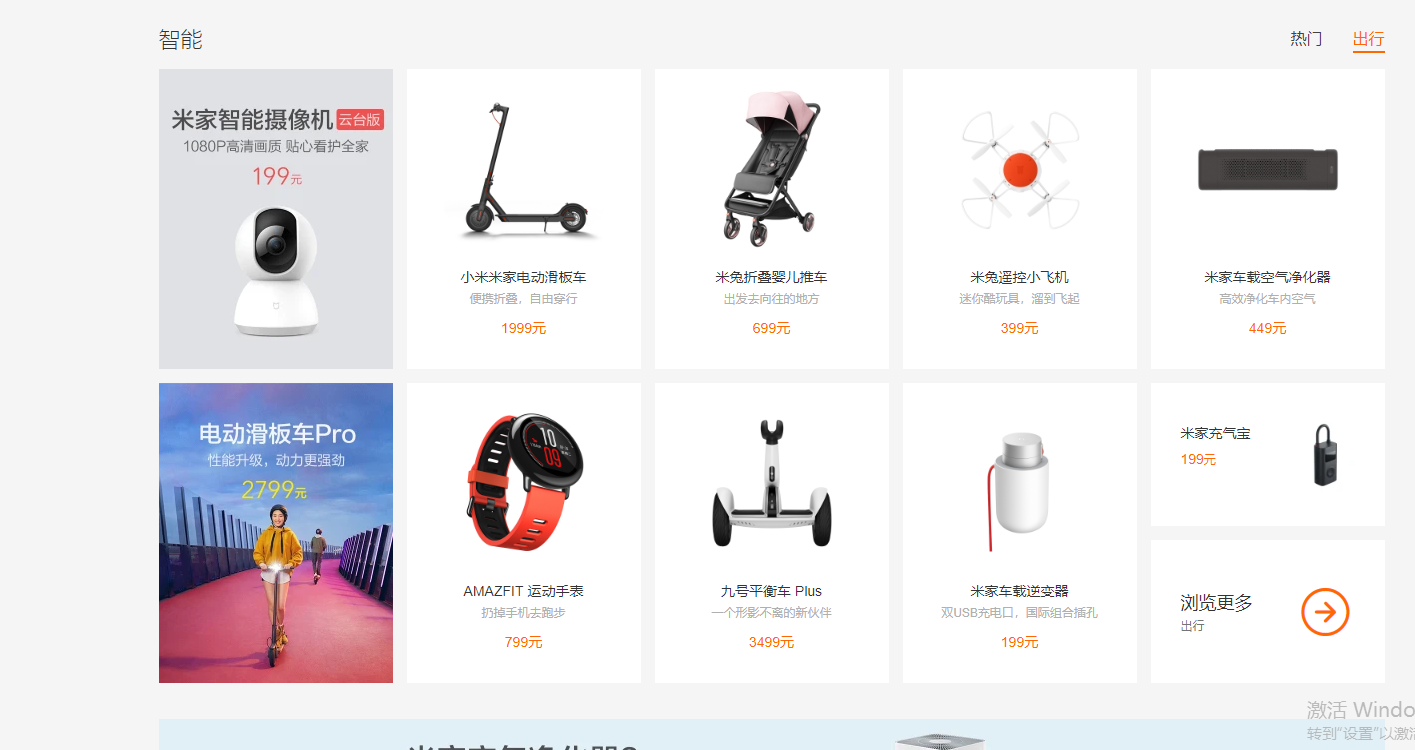 智能
热门
出行
米家智能摄像机 云台版
1080P高清画质 贴心看护全家
199元
小米米家电动滑板车
便携折叠，自由穿行
1999元
米兔折叠婴儿推车
出发去向往的地方
699元
米兔遥控小飞机
迷你酷玩具，溜到飞起
399元
米家车载空气净化器
高效净化车内空气
449元
电动滑板车Pro
性能升级，动力更强劲
2799元
10
09
AMAZFIT 运动手表
扔掉手机去跑步
799元
九号平衡车 Plus
一个形影不离的新伙伴
3499元
米家车载逆变器
双USB充电口，国际组合插孔
199元
米家充气宝
199元
浏览更多
出行
激活 Windo
转到"设置"以激活